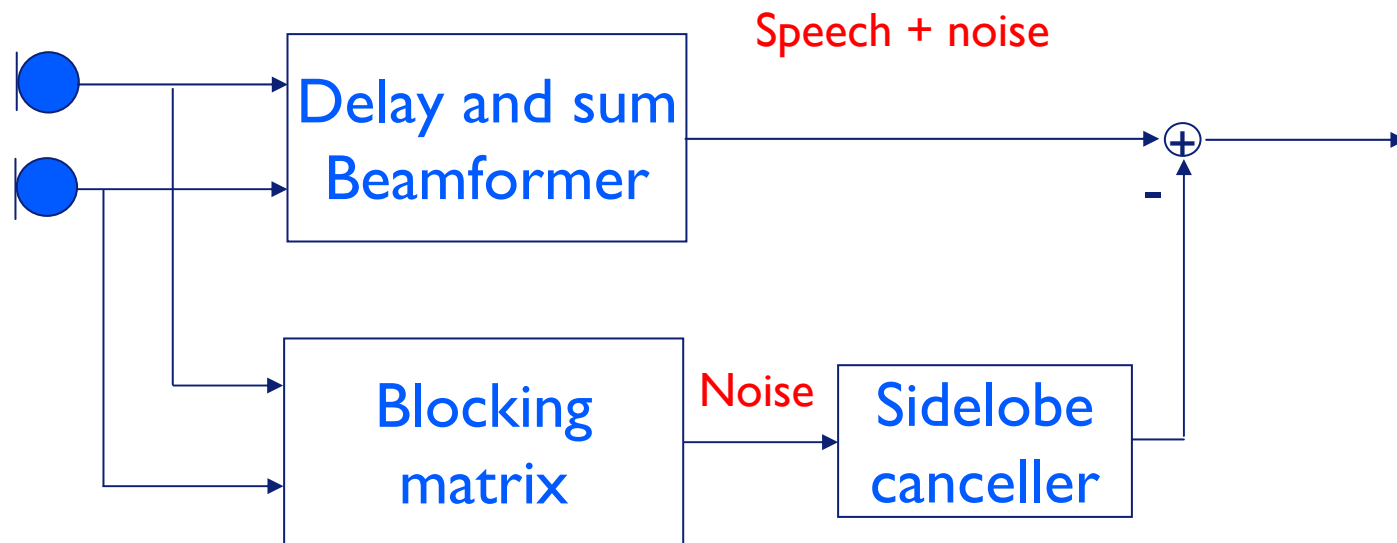 Speech + noise
Delay and sum
Beamformer
+
-
Blocking
matrix
Noise
Sidelobe
canceller